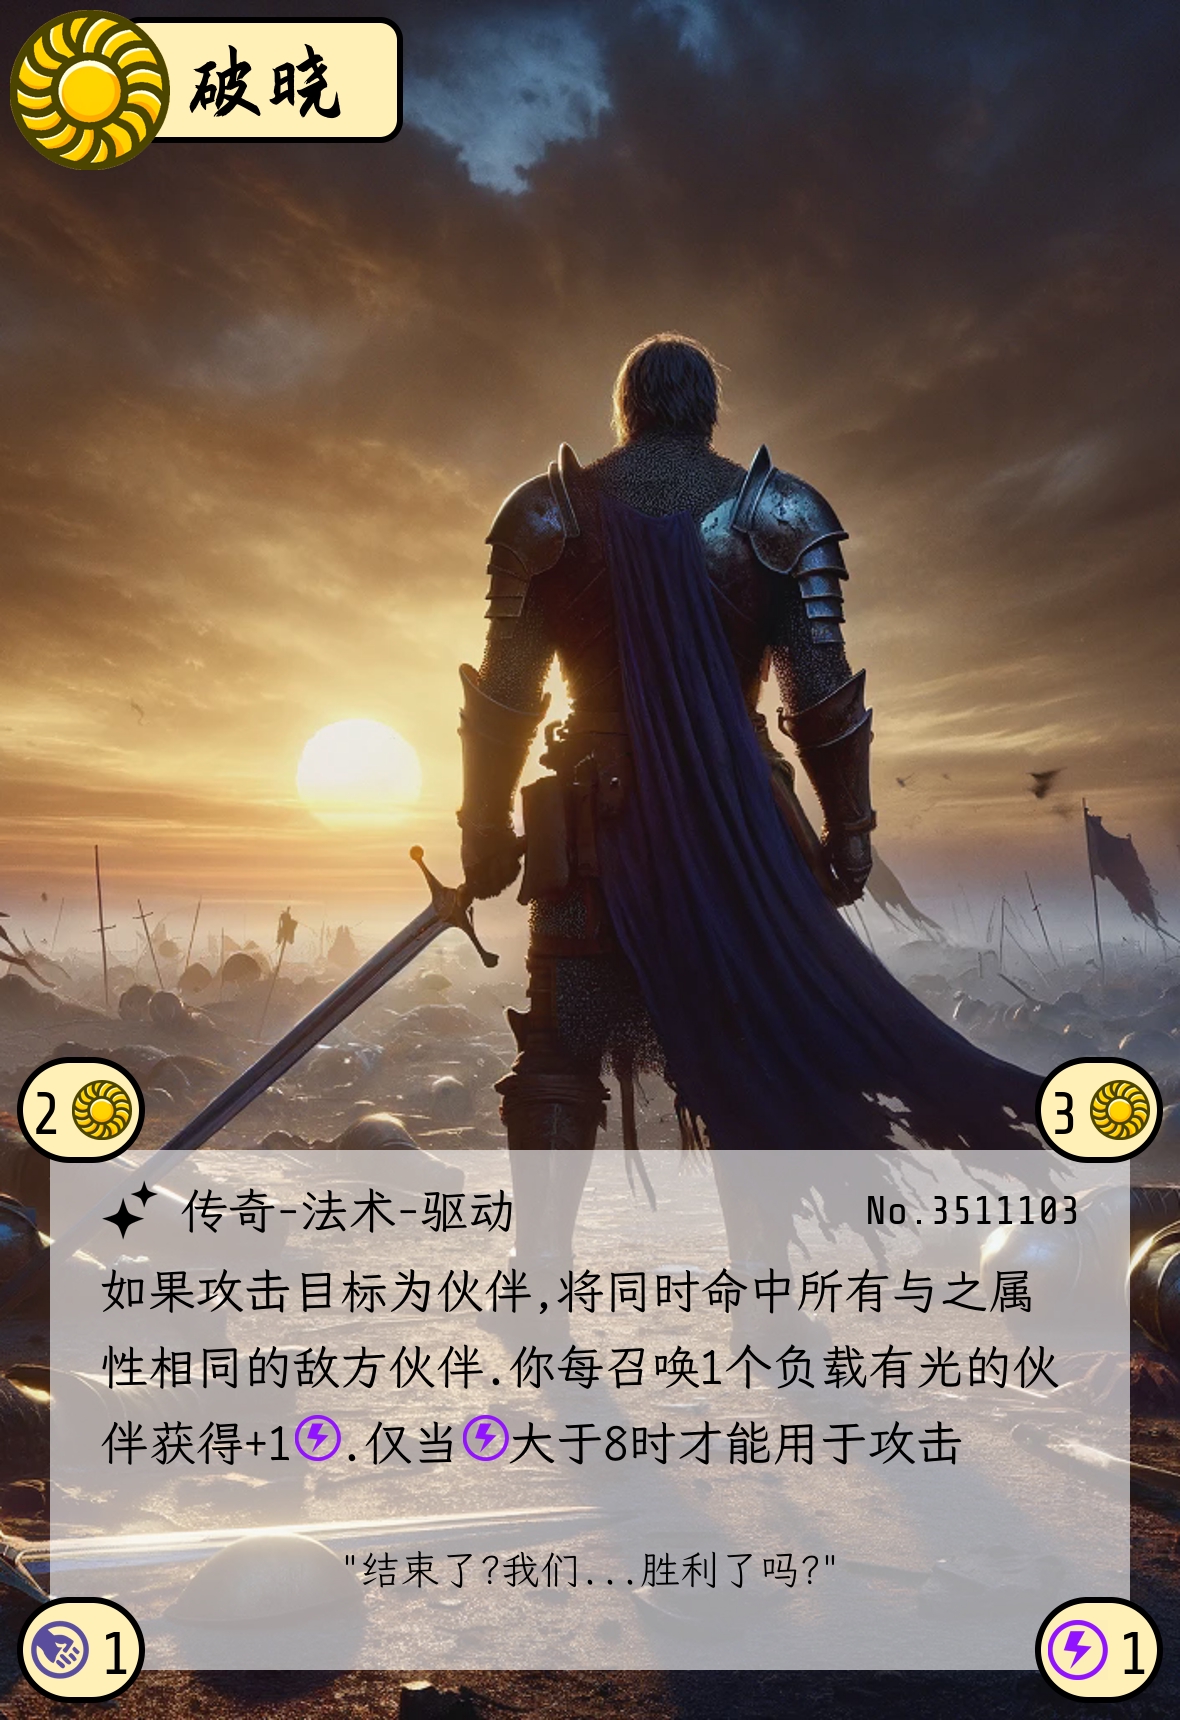 破晓
2
3
传奇-法术-驱动
No.3511103
如果攻击目标为伙伴,将同时命中所有与之属
性相同的敌方伙伴.你每召唤1个负载有光的伙
伴获得+1.仅当大于8时才能用于攻击
"结束了?我们...胜利了吗?"
1
1